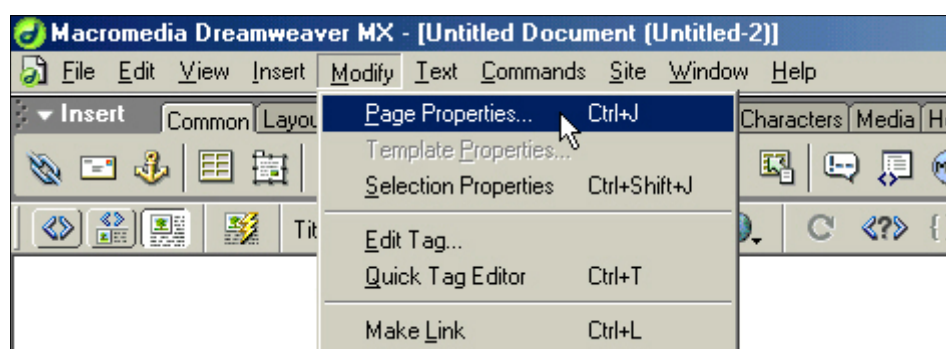 Macromedia Dreamweaver MX - [Untitled Document (Untitled-2)]
File Edit View Insert Modify Text Commands Site Window Help
Insert Common Characters Media
Page Properties... Ctrl+J
Template Properties...
Selection Properties Ctrl+Shift+J
Edit Tag...
Quick Tag Editor Ctrl+T
Make Link Ctrl+L